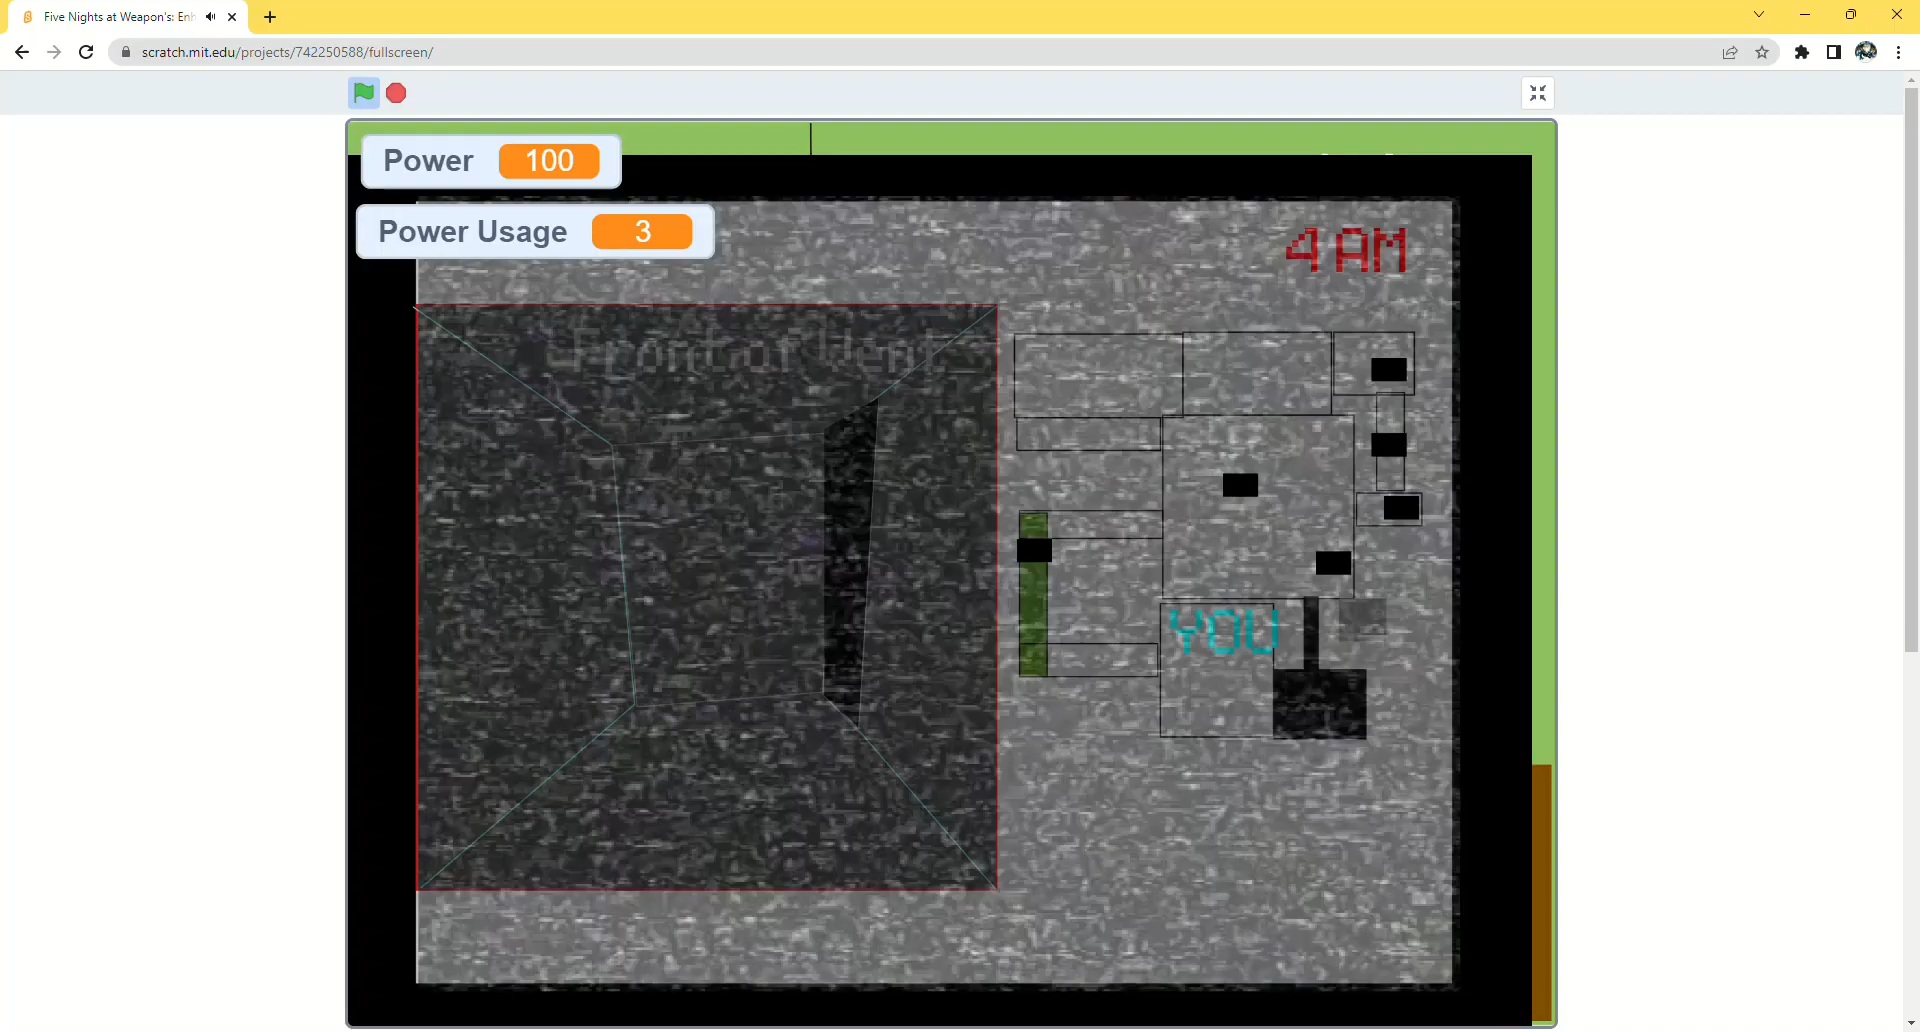 Five Nights at Weapon's: Enh
scratch.mit.edu/projects/742250588/fullscreen/
Power 100
Power Usage 3
4 AM
Front of Vent
YOU